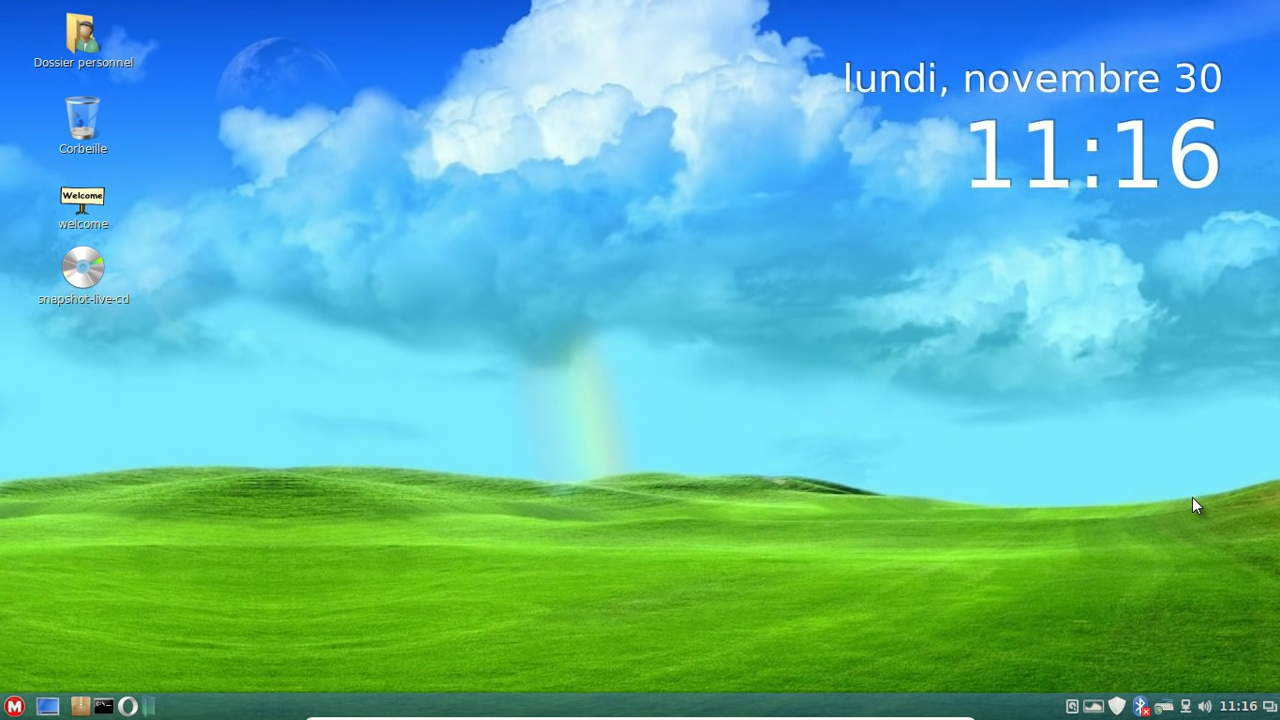 Dossier personnel
Corbeille
Welcome
welcome
snapshot-live-cd
lundi, novembre 30
11:16
M
11:16